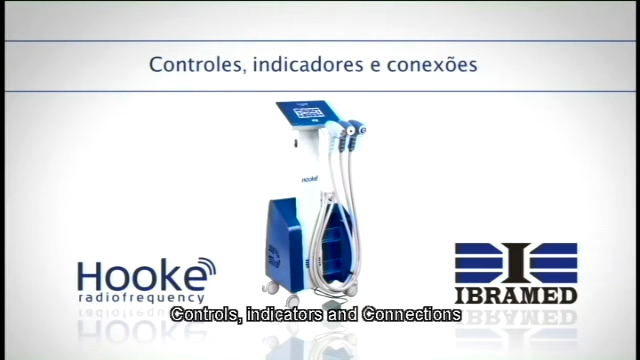 Controles, indicadores e conexões
Hooke
Hooke
radiofrequency
IBRAMED
Controls, indicators and Connections